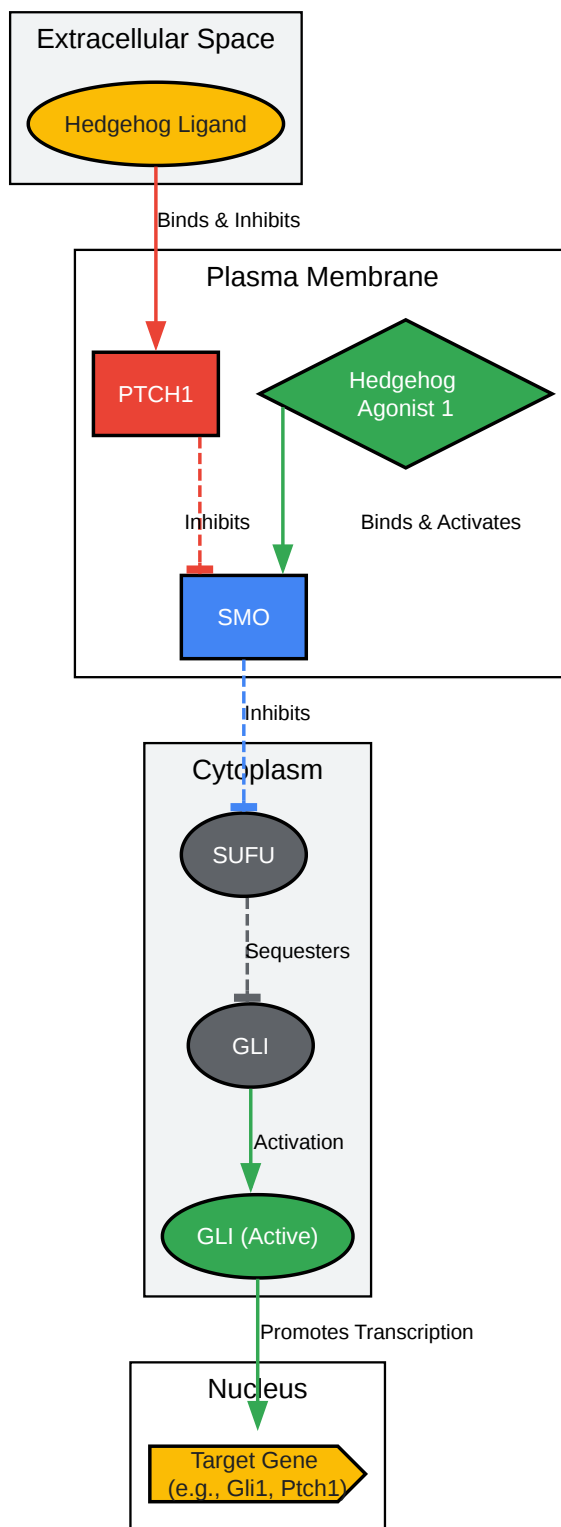 Extracellular Space
Hedgehog Ligand
Binds & Inhibits
Plasma Membrane
PTCH1
Hedgehog
Agonist 1
Inhibits
Binds & Activates
SMO
Inhibits
Cytoplasm
SUFU
Sequesters
GLI
Activation
GLI (Active)
Promotes Transcription
Nucleus
Target Gene
(e.g., Gli1, Ptch1)